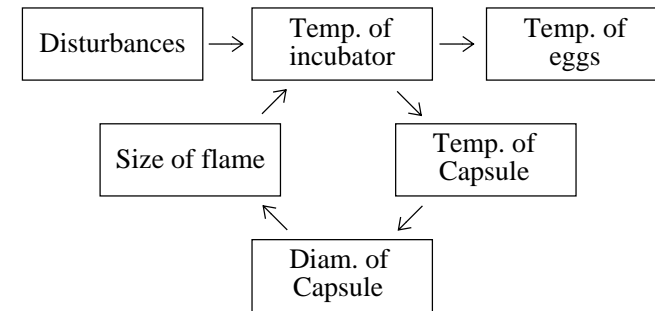 Disturbances
Temp. of
incubator
Temp. of
eggs
Size of flame
Temp. of
Capsule
Diam. of
Capsule